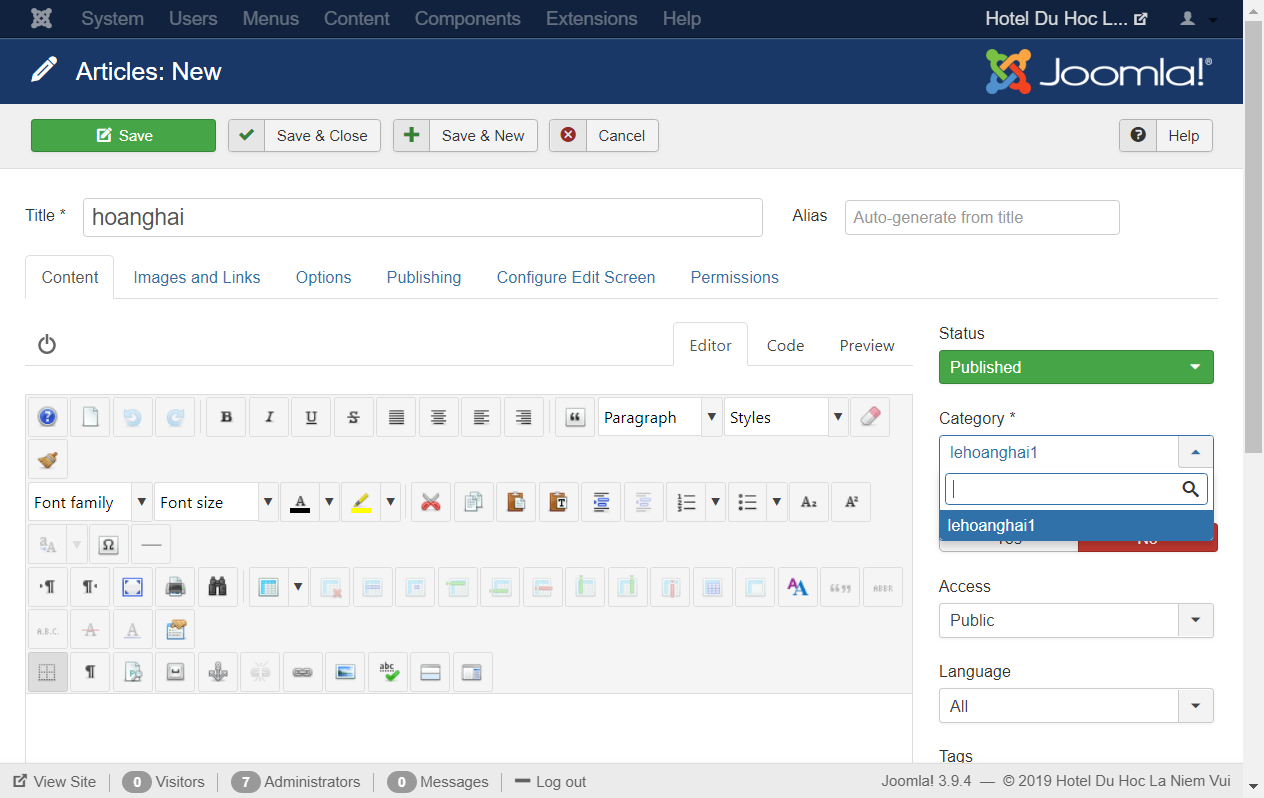 System Users Menus Content Components Extensions Help Hotel Du Hoc L...
Articles: New Joomla!®
Save Save & Close Save & New Cancel Help
Title * hoanghai Alias Auto-generate from title
Content Images and Links Options Publishing Configure Edit Screen Permissions
Editor Code Preview
Status
Published
Category *
lehoanghai1
lehoanghai1
Yes No
B I U S Paragraph Styles
Font family Font size A A₂ A²
Access
Public
Language
All
Tags
View Site 0 Visitors 7 Administrators 0 Messages Log out Joomla! 3.9.4 — © 2019 Hotel Du Hoc La Niem Vui